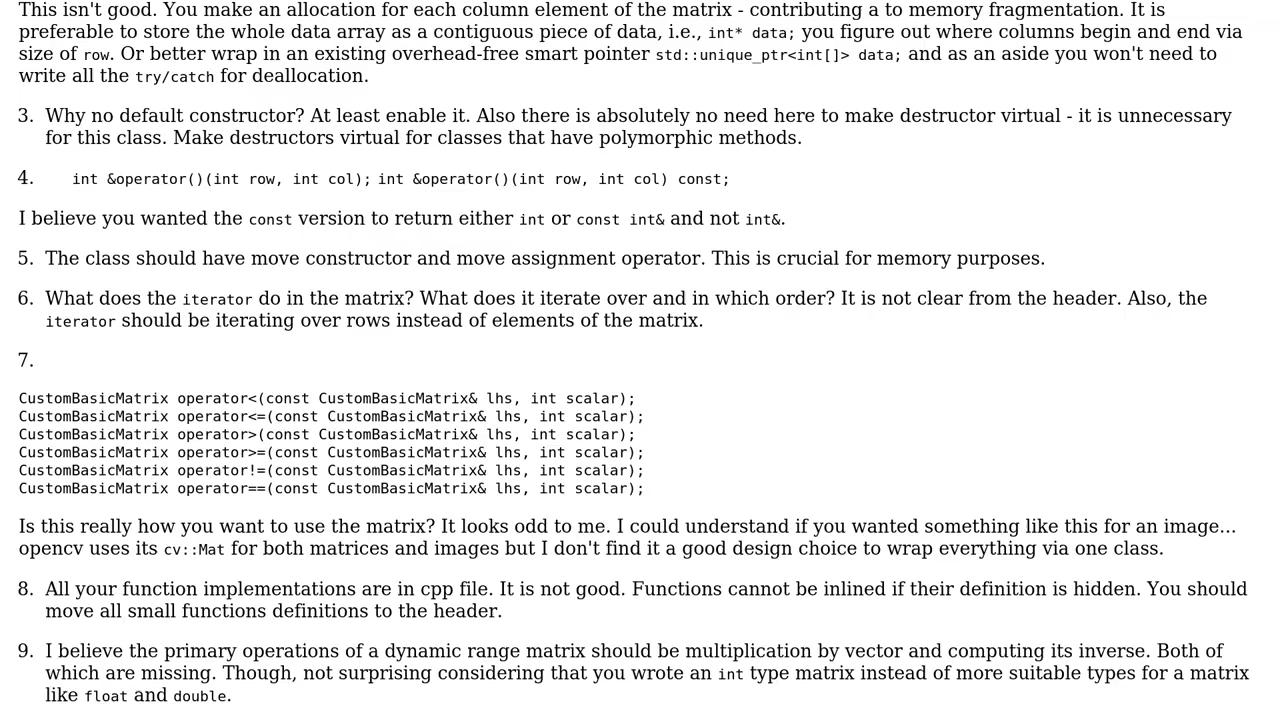 This isn't good. You make an allocation for each column element of the matrix - contributing a to memory fragmentation. It is
preferable to store the whole data array as a contiguous piece of data, i.e., int* data; you figure out where columns begin and end via
size of row. Or better wrap in an existing overhead-free smart pointer std::unique_ptr<int[]> data; and as an aside you won't need to
write all the try/catch for deallocation.
3. Why no default constructor? At least enable it. Also there is absolutely no need here to make destructor virtual - it is unnecessary
for this class. Make destructors virtual for classes that have polymorphic methods.
4. int &operator()(int row, int col); int &operator()(int row, int col) const;
I believe you wanted the const version to return either int or const int& and not int&.
5. The class should have move constructor and move assignment operator. This is crucial for memory purposes.
6. What does the iterator do in the matrix? What does it iterate over and in which order? It is not clear from the header. Also, the
iterator should be iterating over rows instead of elements of the matrix.
7.
CustomBasicMatrix operator<(const CustomBasicMatrix& lhs, int scalar);
CustomBasicMatrix operator<=(const CustomBasicMatrix& lhs, int scalar);
CustomBasicMatrix operator>(const CustomBasicMatrix& lhs, int scalar);
CustomBasicMatrix operator>=(const CustomBasicMatrix& lhs, int scalar);
CustomBasicMatrix operator!=(const CustomBasicMatrix& lhs, int scalar);
CustomBasicMatrix operator==(const CustomBasicMatrix& lhs, int scalar);
Is this really how you want to use the matrix? It looks odd to me. I could understand if you wanted something like this for an image...
opencv uses its cv::Mat for both matrices and images but I don't find it a good design choice to wrap everything via one class.
8. All your function implementations are in cpp file. It is not good. Functions cannot be inlined if their definition is hidden. You should
move all small functions definitions to the header.
9. I believe the primary operations of a dynamic range matrix should be multiplication by vector and computing its inverse. Both of
which are missing. Though, not surprising considering that you wrote an int type matrix instead of more suitable types for a matrix
like float and double.